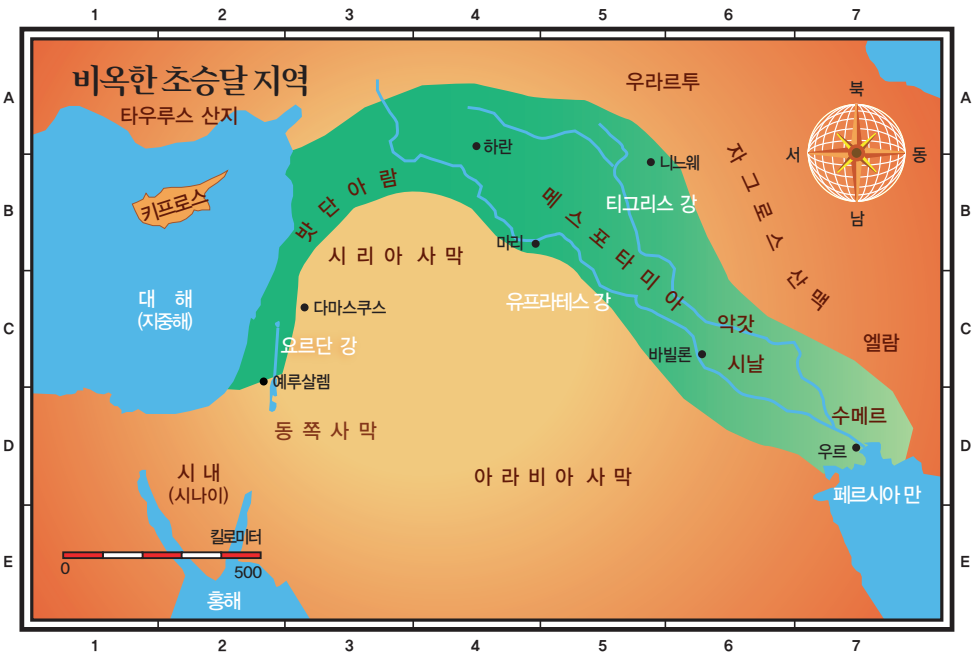 1 2 3 4 5 6 7
비옥한 초승달 지역
A
A
타우루스 산지
우라르투
북
서
동
남
하란
니느웨
자그로스 산맥
키프로스
B
B
밧단아람
메스포타미아
티그리스 강
시리아 사막
마리
대 해
(지중해)
다마스쿠스
유프라테스 강
악갓
C
C
요르단 강
바빌론
시날
엘람
예루살렘
동쪽사막
수메르
D
D
우르
시내
(시나이)
아라비아 사막
페르시아 만
킬로미터
E
E
0
500
홍해
1 2 3 4 5 6 7